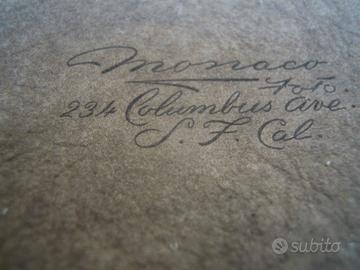 Monaco
Foto.
234 Columbus Ave.
S. F. Cal.
subito